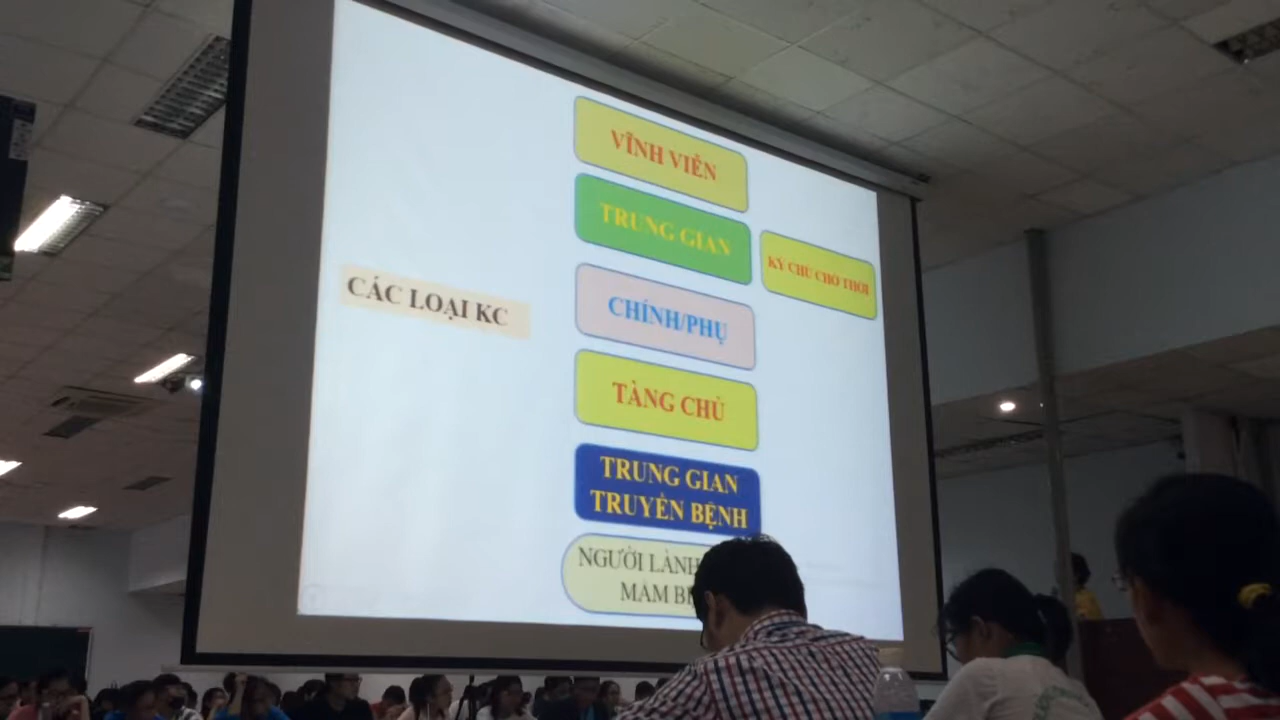 VĨNH VIỄN
TRUNG GIAN
KÝ CHỦ CHỜ THỜI
CÁC LOẠI KC
CHÍNH/PHỤ
TÀNG CHỦ
TRUNG GIAN
TRUYỀN BỆNH
NGƯỜI LÀNH
MẦM